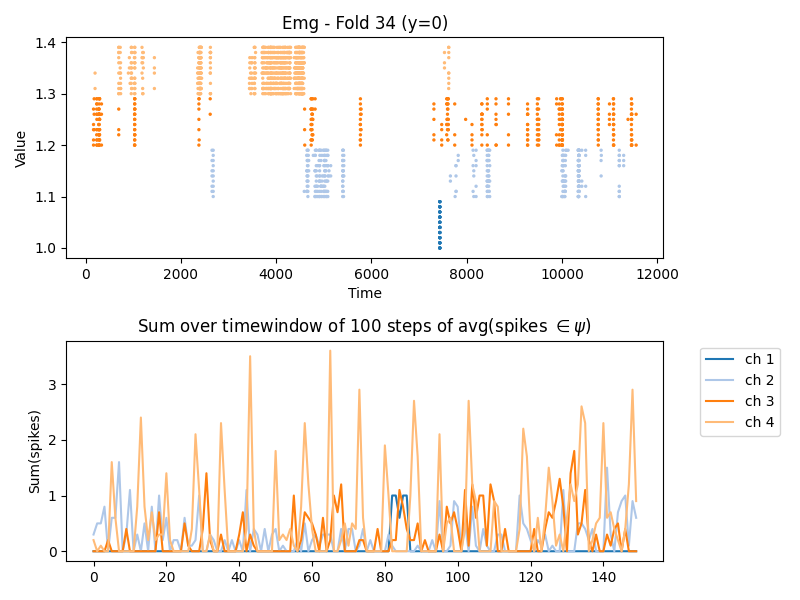 Emg - Fold 34 (y=0)
1.4
1.3
1.2
1.1
1.0
Value
0 2000 4000 6000 8000 10000 12000
Time
Sum over timewindow of 100 steps of avg(spikes ∈ ψ)
3
2
1
0
Sum(spikes)
0 20 40 60 80 100 120 140
ch 1
ch 2
ch 3
ch 4